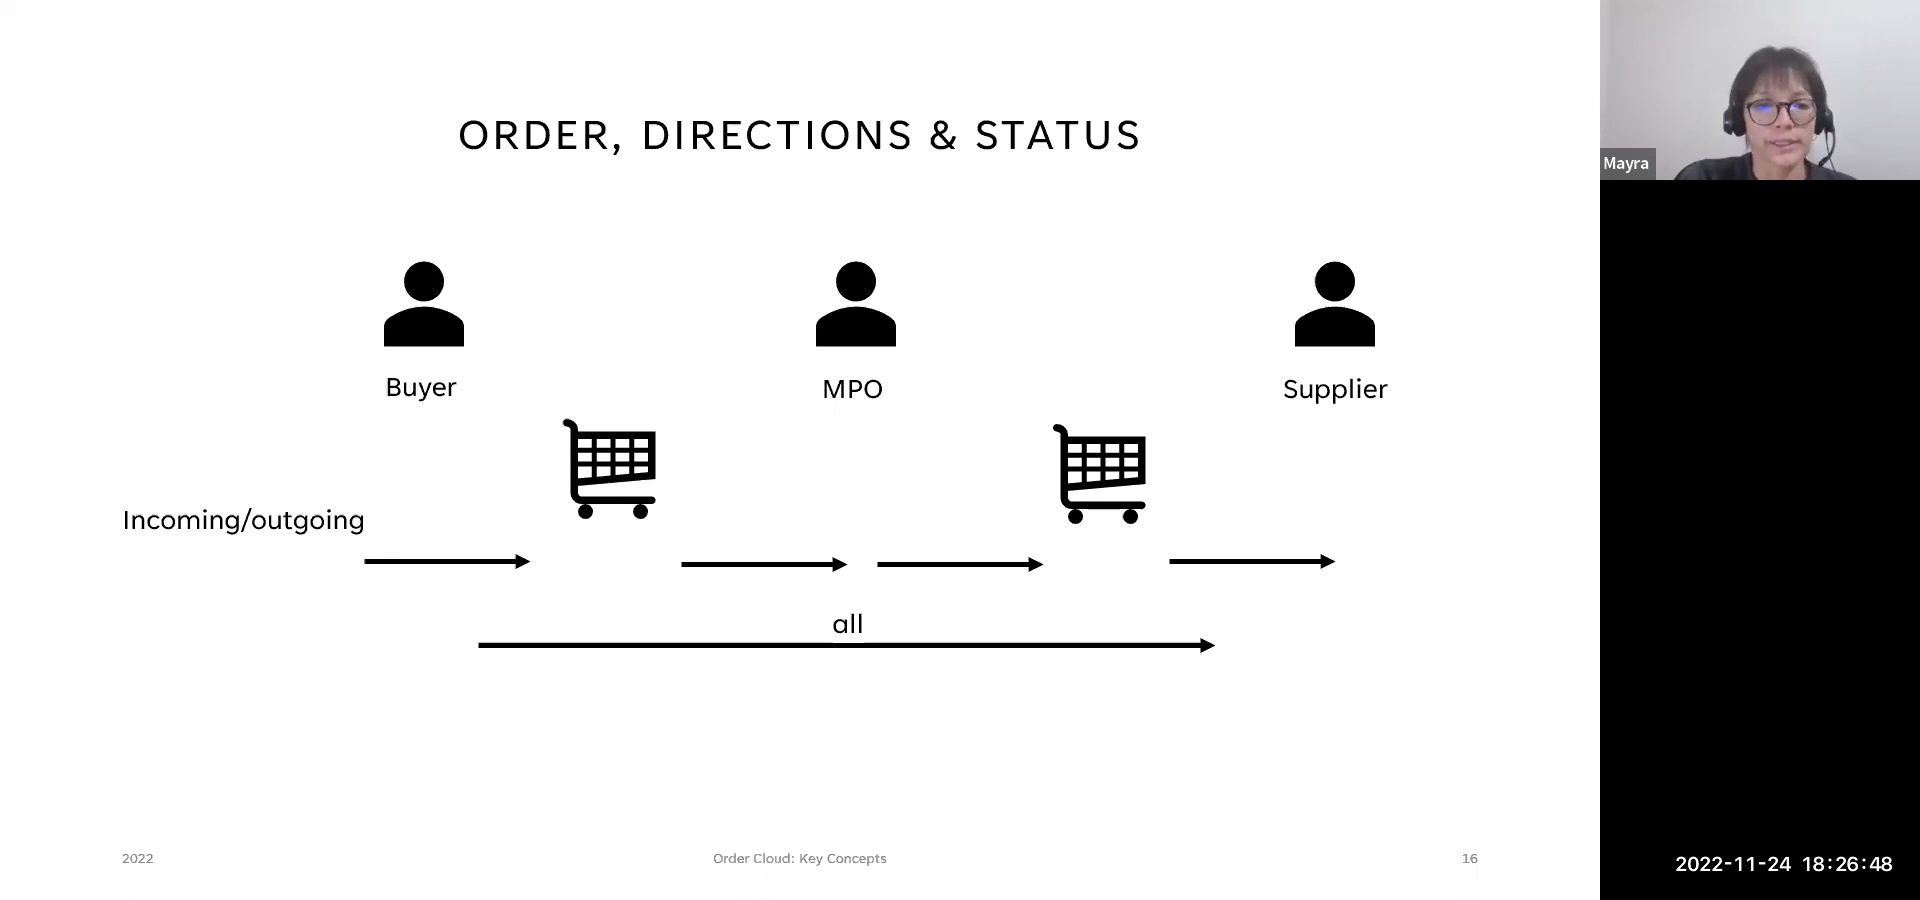 ORDER, DIRECTIONS & STATUS
Mayra
Buyer
MPO
Supplier
Incoming/outgoing
all
2022
Order Cloud: Key Concepts
16
2022-11-24 18:26:48